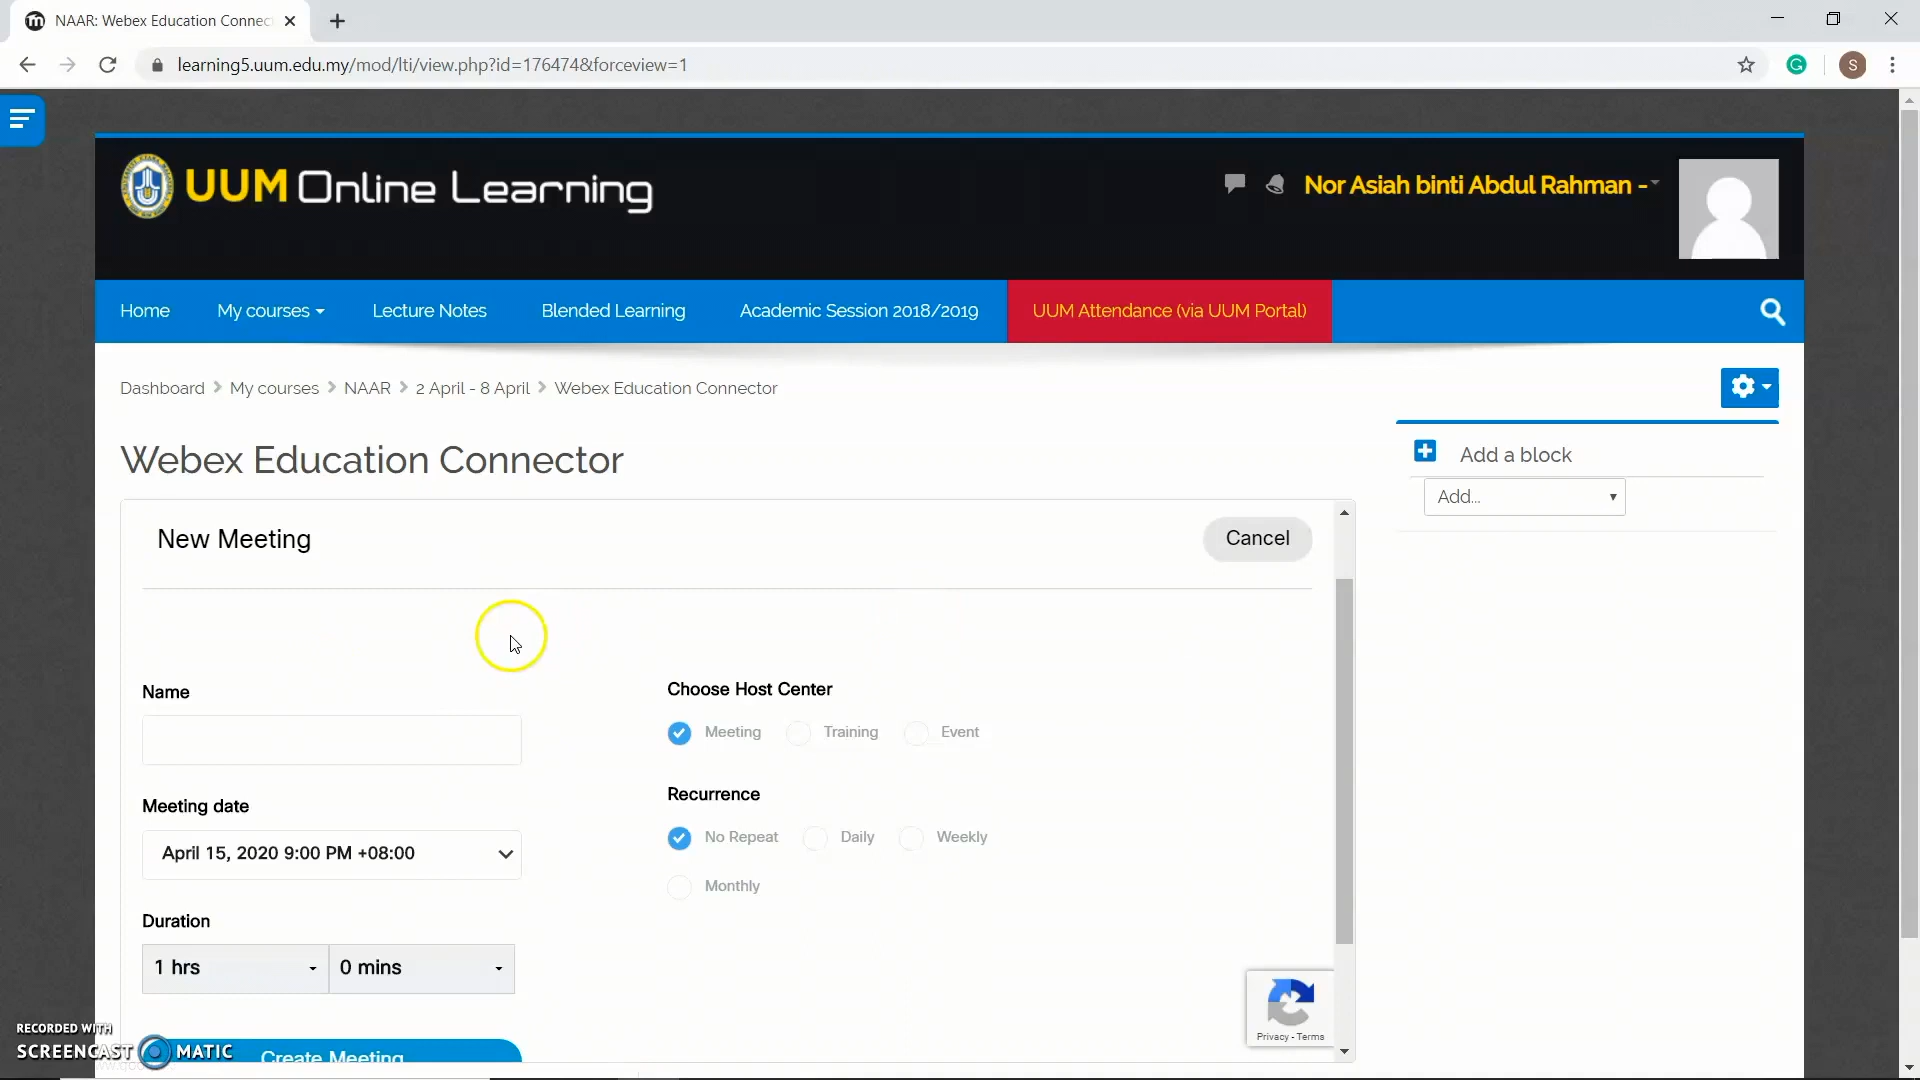 NAAR: Webex Education Connec
learning5.uum.edu.my/mod/lti/view.php?id=176474&forceview=1
G
S
UUM Online Learning
Nor Asiah binti Abdul Rahman -
Home My courses Lecture Notes Blended Learning Academic Session 2018/2019 UUM Attendance (via UUM Portal)
Dashboard My courses NAAR 2 April - 8 April Webex Education Connector
Webex Education Connector
Add a block
Add...
New Meeting
Cancel
Name
Choose Host Center
Meeting Training Event
Meeting date
Recurrence
April 15, 2020 9:00 PM +08:00
No Repeat Daily Weekly
Monthly
Duration
1 hrs 0 mins
Privacy - Terms
Create Meeting
RECORDED WITH
SCREENCAST MATIC